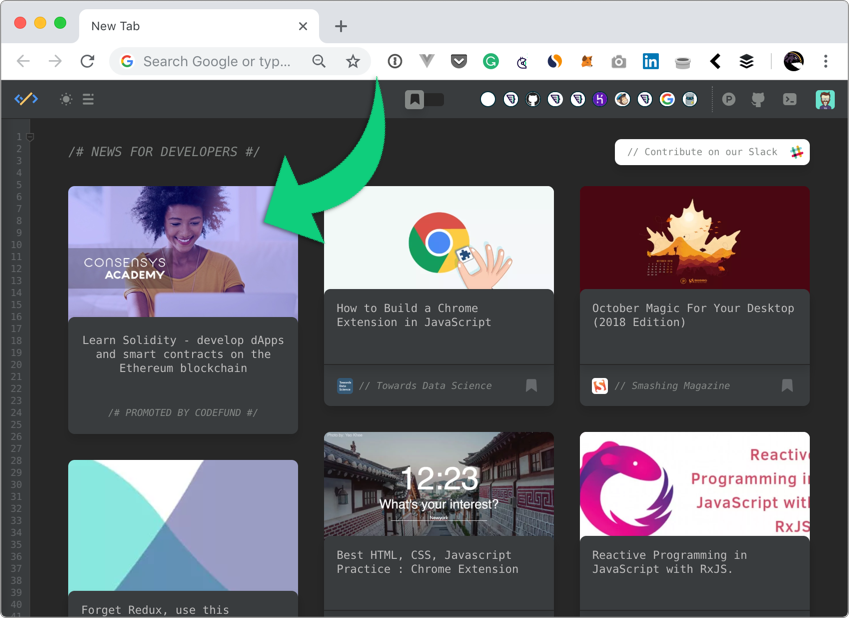 New Tab
Search Google or typ...
/# NEWS FOR DEVELOPERS #/
// Contribute on our Slack
1
2
3
4
5
6
7
8
9
10
11
12
13
14
15
16
17
18
19
20
21
22
23
24
25
26
27
28
29
30
31
32
33
34
35
36
37
38
39
40
41
CONSENSYS
ACADEMY
Learn Solidity - develop dApps
and smart contracts on the
Ethereum blockchain
/# PROMOTED BY CODEFUND #/
How to Build a Chrome
Extension in JavaScript
// Towards Data Science
October Magic For Your Desktop
(2018 Edition)
// Smashing Magazine
Forget Redux, use this
12:23
What's your interest?
Best HTML, CSS, Javascript
Practice : Chrome Extension
Reactive
Programming in
JavaScript with
RxJS
Reactive Programming in
JavaScript with RxJS.